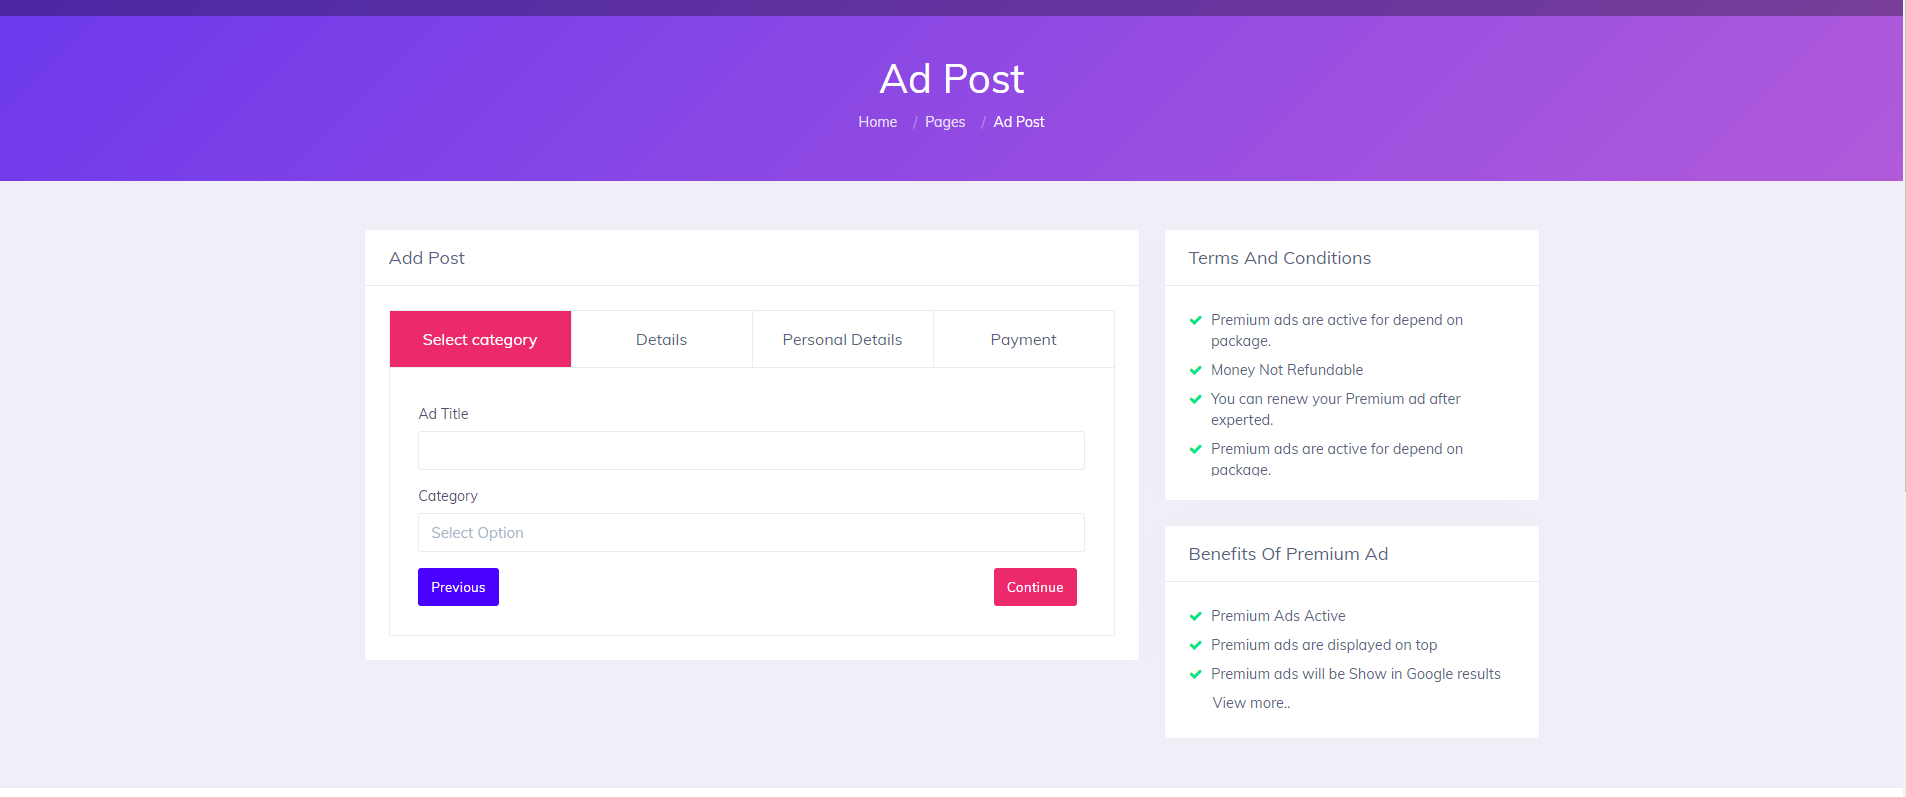 Ad Post
Home / Pages / Ad Post
Add Post
Select category
Details
Personal Details
Payment
Ad Title
Category
Select Option
Previous
Continue
Terms And Conditions
Premium ads are active for depend on
package.
Money Not Refundable
You can renew your Premium ad after
experted.
Premium ads are active for depend on
package.
Benefits Of Premium Ad
Premium Ads Active
Premium ads are displayed on top
Premium ads will be Show in Google results
View more..